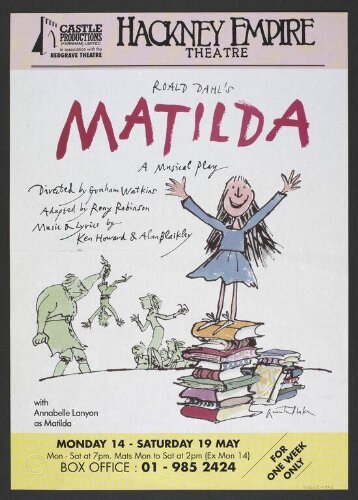 CASTLE
PRODUCTIONS
(FARNHAM) LIMITED
in association with the
REDGRAVE THEATRE
HACKNEY EMPIRE
THEATRE
ROALD DAHL'S
MATILDA
A Musical Play
Directed by Graham Watkins
Adapted by Rony Robinson
Music & Lyrics by
Ken Howard & Alan Blaikley
with
Annabelle Lanyon
as Matilda
MONDAY 14 - SATURDAY 19 MAY
Mon - Sat at 7pm. Mats Mon to Sat at 2pm (Ex Mon 14)
BOX OFFICE : 01 - 985 2424
FOR
ONE WEEK
ONLY